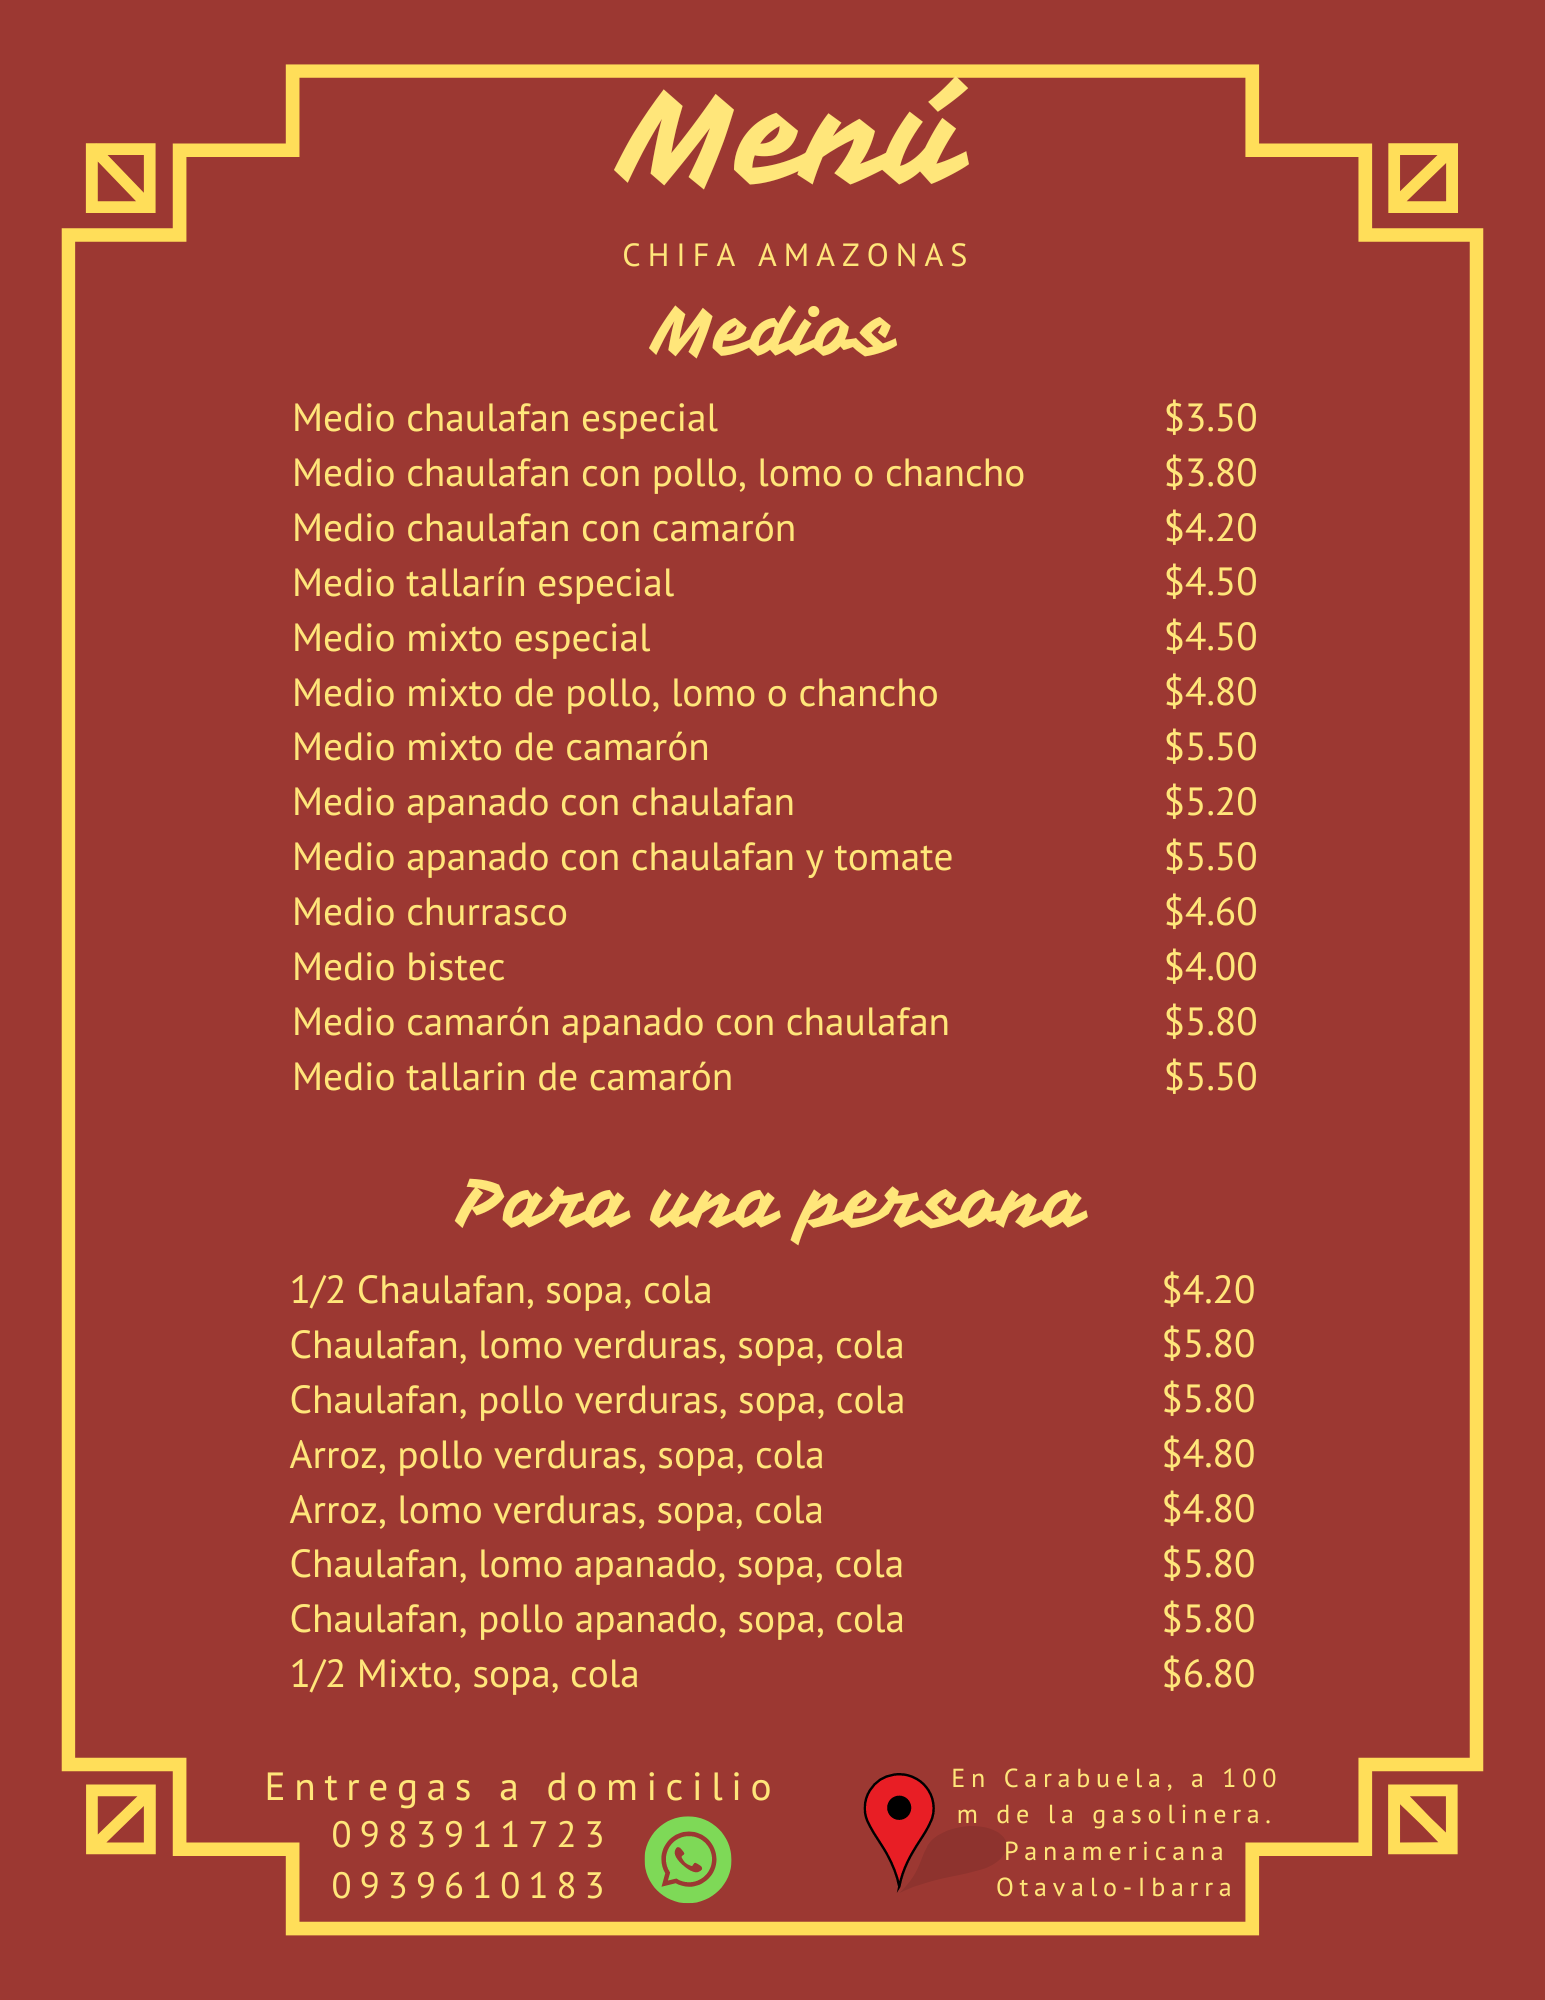 Menú
CHIFA AMAZONAS
Medios
Medio chaulafan especial $3.50
Medio chaulafan con pollo, lomo o chancho $3.80
Medio chaulafan con camarón $4.20
Medio tallarín especial $4.50
Medio mixto especial $4.50
Medio mixto de pollo, lomo o chancho $4.80
Medio mixto de camarón $5.50
Medio apanado con chaulafan $5.20
Medio apanado con chaulafan y tomate $5.50
Medio churrasco $4.60
Medio bistec $4.00
Medio camarón apanado con chaulafan $5.80
Medio tallarin de camarón $5.50
Para una persona
1/2 Chaulafan, sopa, cola $4.20
Chaulafan, lomo verduras, sopa, cola $5.80
Chaulafan, pollo verduras, sopa, cola $5.80
Arroz, pollo verduras, sopa, cola $4.80
Arroz, lomo verduras, sopa, cola $4.80
Chaulafan, lomo apanado, sopa, cola $5.80
Chaulafan, pollo apanado, sopa, cola $5.80
1/2 Mixto, sopa, cola $6.80
Entregas a domicilio
0983911723
0939610183
En Carabuela, a 100
m de la gasolinera.
Panamericana
Otavalo-Ibarra